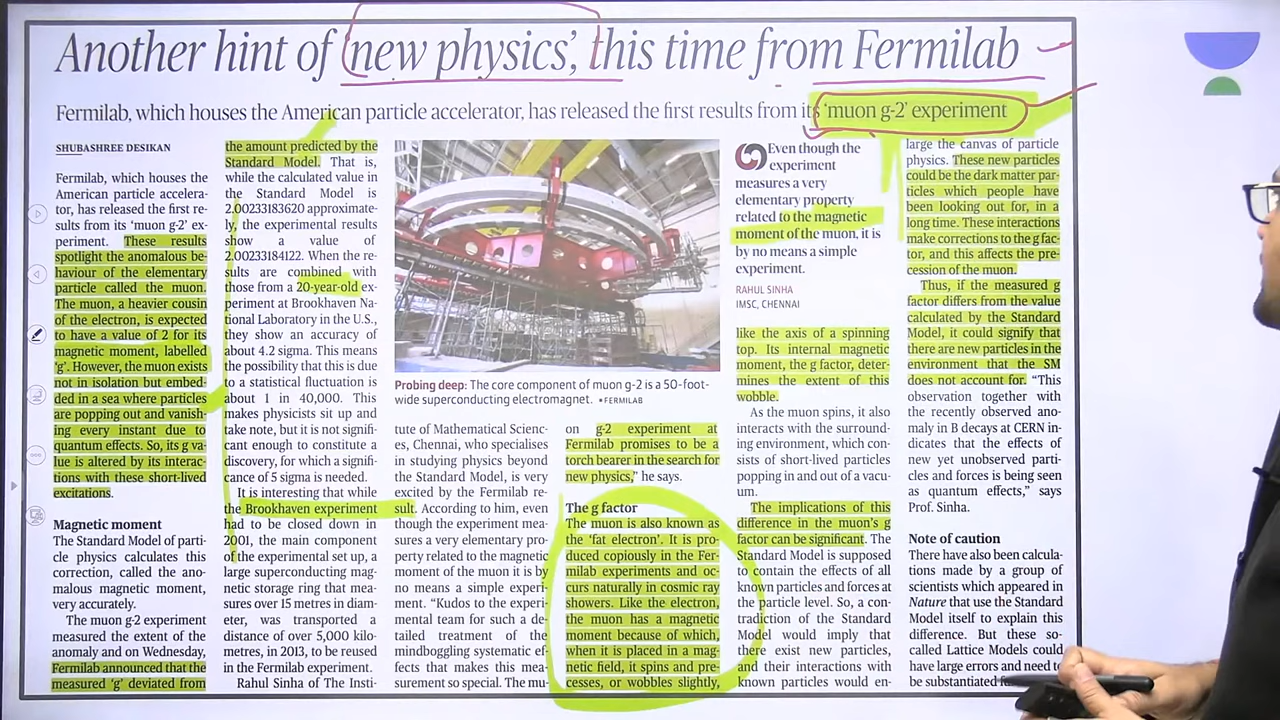 Another hint of 'new physics', this time from Fermilab
Fermilab, which houses the American particle accelerator, has released the first results from its 'muon g-2' experiment
SHUBASHREE DESIKAN
Fermilab, which houses the
American particle accelera-
tor, has released the first re-
sults from its 'muon g-2' ex-
periment. These results
spotlight the anomalous be-
haviour of the elementary
particle called the muon.
The muon, a heavier cousin
of the electron, is expected
to have a value of 2 for its
magnetic moment, labelled
'g'. However, the muon exists
not in isolation but embed-
ded in a sea where particles
are popping out and vanish-
ing every instant due to
quantum effects. So, its g va-
lue is altered by its interac-
tions with these short-lived
excitations.
Magnetic moment
The Standard Model of parti-
cle physics calculates this
correction, called the ano-
malous magnetic moment,
very accurately.
The muon g-2 experiment
measured the extent of the
anomaly and on Wednesday,
Fermilab announced that the
measured 'g' deviated from
the amount predicted by the
Standard Model. That is,
while the calculated value in
the Standard Model is
2.00233183620 approximate-
ly, the experimental results
show a value of
2.00233184122. When the re-
sults are combined with
those from a 20-year-old ex-
periment at Brookhaven Na-
tional Laboratory in the U.S.,
they show an accuracy of
about 4.2 sigma. This means
the possibility that this is due
to a statistical fluctuation is
about 1 in 40,000. This
makes physicists sit up and
take note, but it is not signifi-
cant enough to constitute a
discovery, for which a signifi-
cance of 5 sigma is needed.
It is interesting that while
the Brookhaven experiment
had to be closed down in
2001, the main component
of the experimental set up, a
large superconducting mag-
netic storage ring that mea-
sures over 15 metres in diam-
eter, was transported a
distance of over 5,000 kilo-
metres, in 2013, to be reused
in the Fermilab experiment.
Rahul Sinha of The Insti-
Probing deep: The core component of muon g-2 is a 50-foot-
wide superconducting electromagnet. •FERMILAB
tute of Mathematical Scienc-
es, Chennai, who specialises
in studying physics beyond
the Standard Model, is very
excited by the Fermilab re-
sult. According to him, even
though the experiment mea-
sures a very elementary pro-
perty related to the magnetic
moment of the muon it is by
no means a simple experi-
ment. "Kudos to the experi-
mental team for such a de-
tailed treatment of the
mindboggling systematic ef-
fects that makes this mea-
surement so special. The mu-
on g-2 experiment at
Fermilab promises to be a
torch bearer in the search for
new physics," he says.
The g factor
The muon is also known as
the 'fat electron'. It is pro-
duced copiously in the Fer-
milab experiments and oc-
curs naturally in cosmic ray
showers. Like the electron,
the muon has a magnetic
moment because of which,
when it is placed in a mag-
netic field, it spins and pre-
cesses, or wobbles slightly,
Even though the
experiment
measures a very
elementary property
related to the magnetic
moment of the muon, it is
by no means a simple
experiment.
RAHUL SINHA
IMSC, CHENNAI
like the axis of a spinning
top. Its internal magnetic
moment, the g factor, deter-
mines the extent of this
wobble.
As the muon spins, it also
interacts with the surround-
ing environment, which con-
sists of short-lived particles
popping in and out of a vacu-
um.
The implications of this
difference in the muon's g
factor can be significant. The
Standard Model is supposed
to contain the effects of all
known particles and forces at
the particle level. So, a con-
tradiction of the Standard
Model would imply that
there exist new particles,
and their interactions with
known particles would en-
large the canvas of particle
physics. These new particles
could be the dark matter par-
ticles which people have
been looking out for, in a
long time. These interactions
make corrections to the g fac-
tor, and this affects the pre-
cession of the muon.
Thus, if the measured g
factor differs from the value
calculated by the Standard
Model, it could signify that
there are new particles in the
environment that the SM
does not account for. "This
observation together with
the recently observed ano-
maly in B decays at CERN in-
dicates that the effects of
new yet unobserved parti-
cles and forces is being seen
as quantum effects," says
Prof. Sinha.
Note of caution
There have also been calcula-
tions made by a group of
scientists which appeared in
Nature that use the Standard
Model itself to explain this
difference. But these so-
called Lattice Models could
have large errors and need to
be substantiated